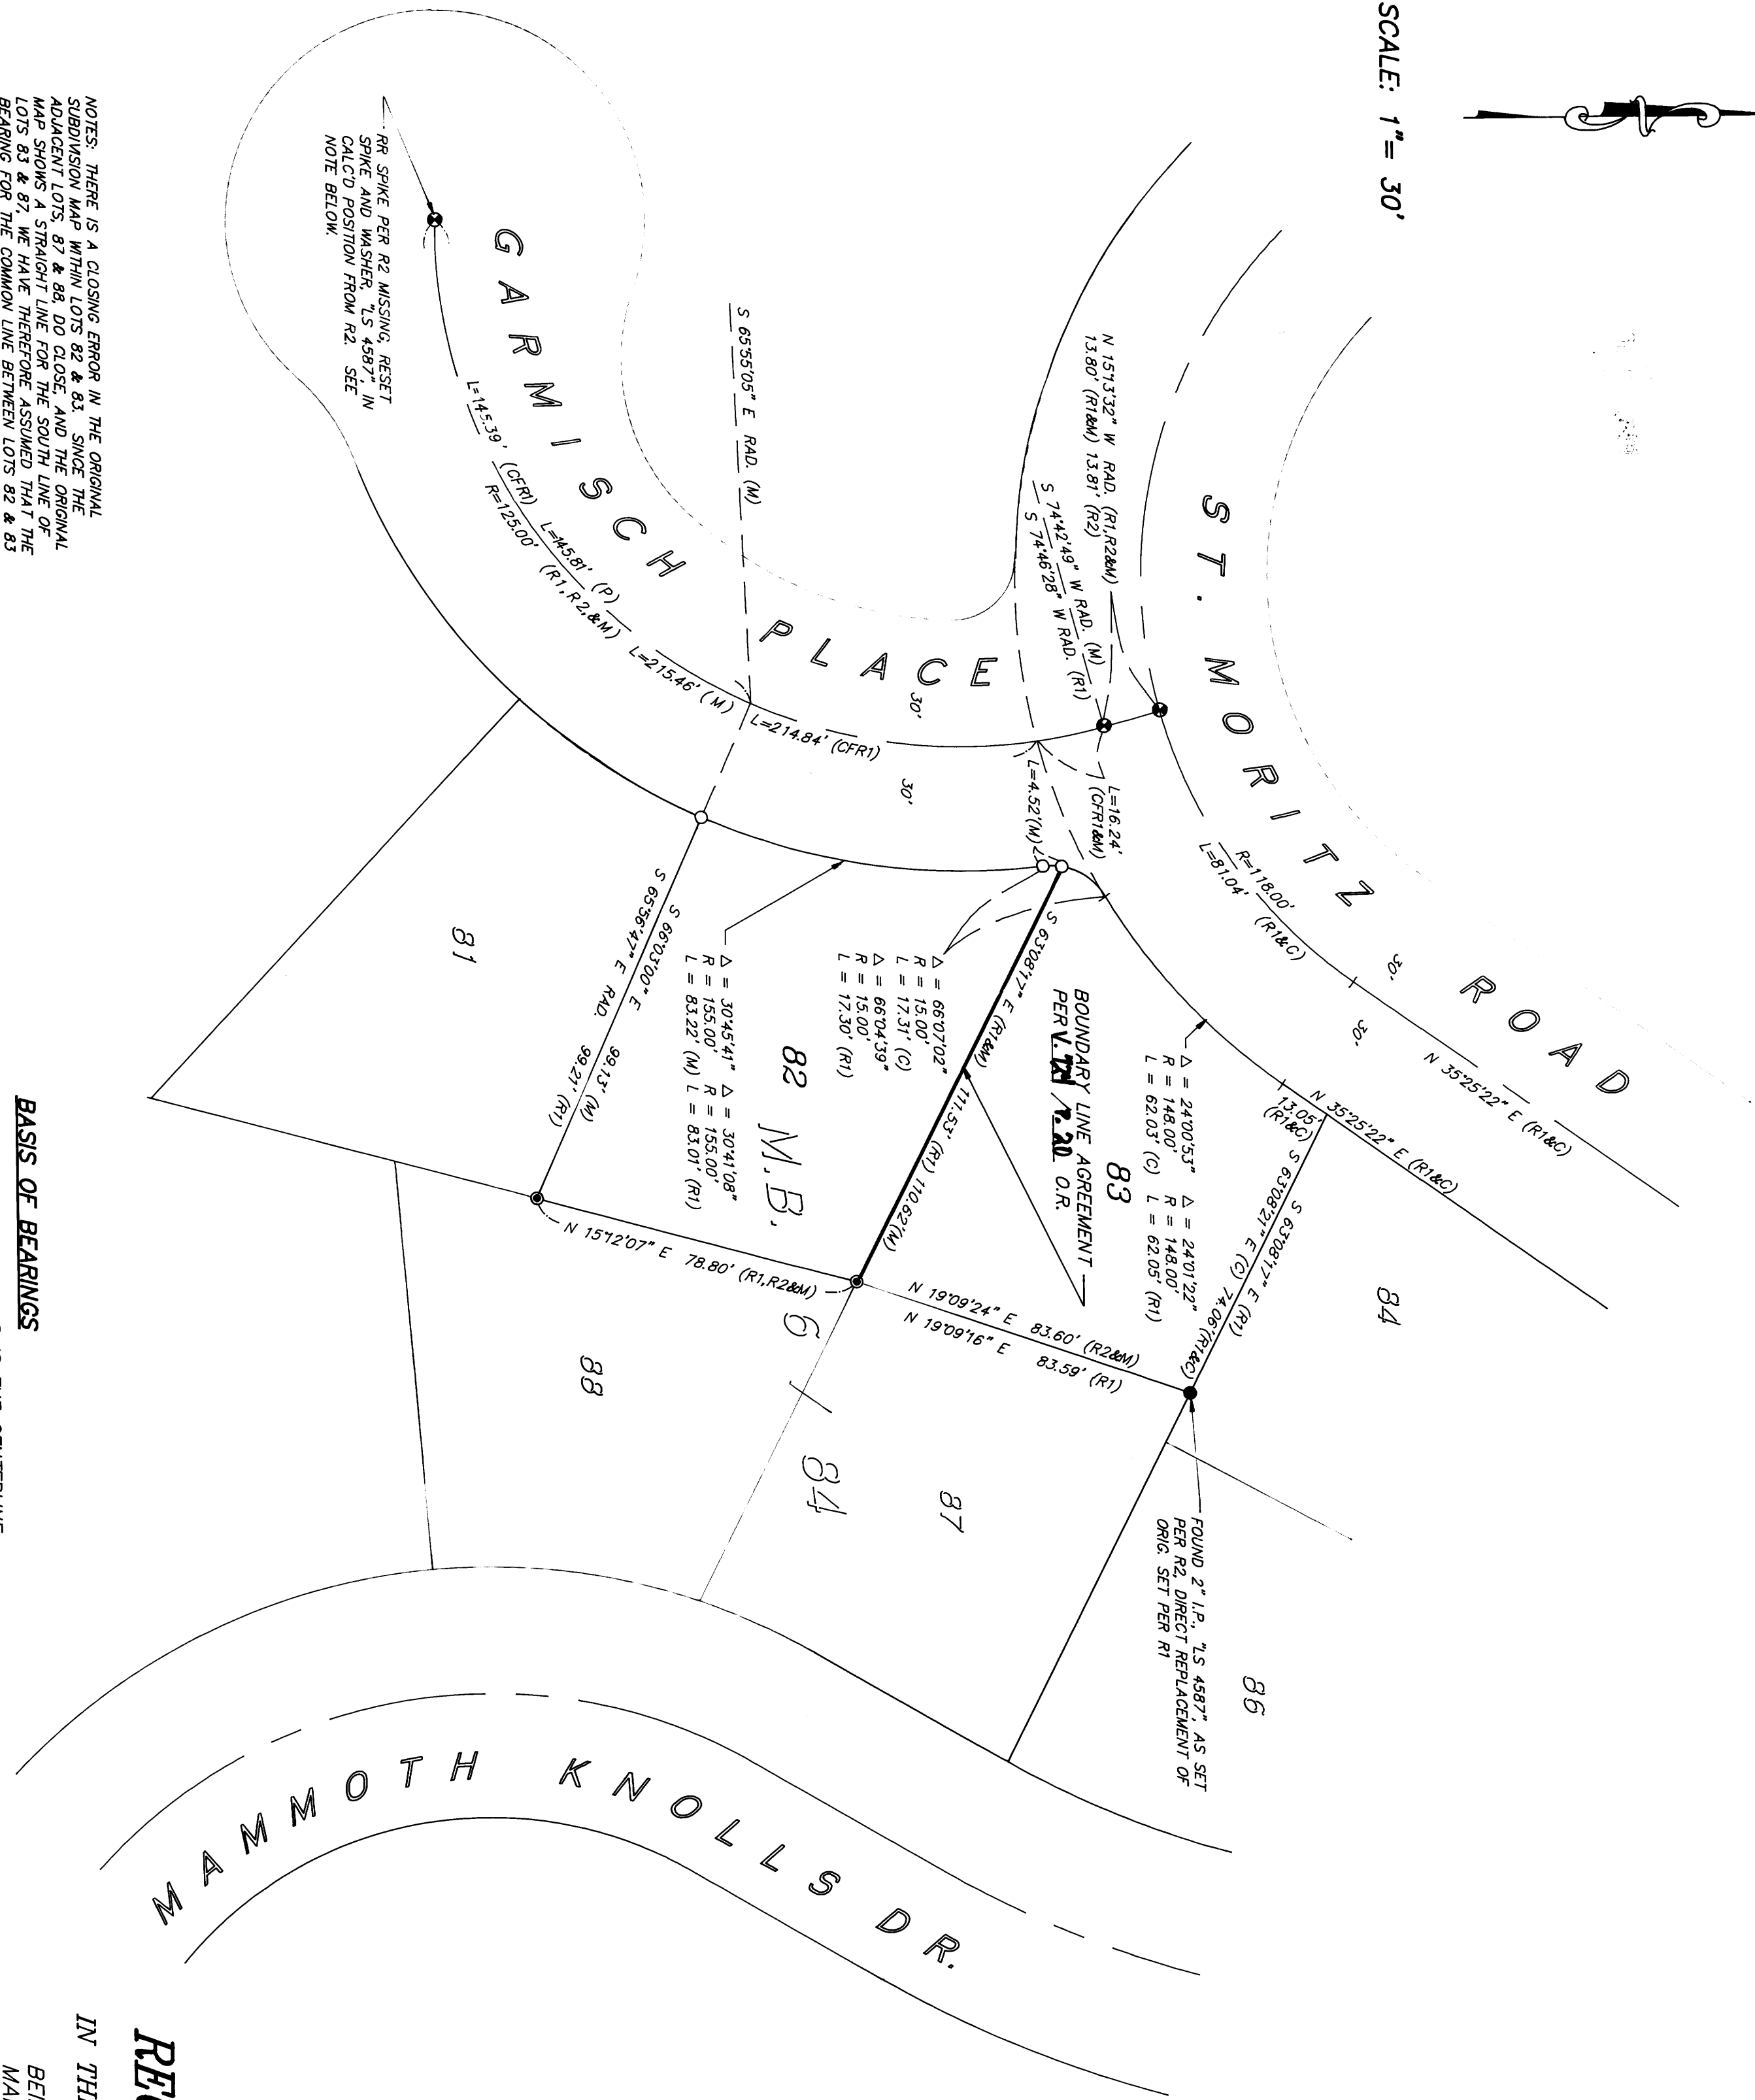 SCALE: 1"= 30'
ST. MORITZ ROAD
GARMISCH PLACE
MAMMOTH KNOLLS DR.
N 35°25'22" E (R1&C)
N 35°25'22" E (R1&C)
13.05'
(R1&C)
30'
30'
R=118.00'
L=81.04'
(R1&C)
N 15°13'32" W RAD. (R1,R2&M)
13.80' (R1&M) 13.81' (R2)
S 74°42'49" W RAD. (M)
S 74°46'28" W RAD. (R1)
L=16.24'
(CFR1&M)
L=4.52'(M)
S 65°55'05" E RAD. (M)
30'
30'
L=214.84' (CFR1)
L=215.46' (M)
L=145.39' (CFR1) L=145.81' (P)
R=125.00' (R1,R2,&M)
RR SPIKE PER R2 MISSING, RESET
SPIKE AND WASHER, "LS 4587", IN
CALC'D POSITION FROM R2. SEE
NOTE BELOW.
84
S 63°08'17" E (R1)
S 63°08'21" E (C) 74.06'(R1&C)
Δ = 24°00'53" Δ = 24°01'22"
R = 148.00' R = 148.00'
L = 62.03' (C) L = 62.05' (R1)
83
BOUNDARY LINE AGREEMENT
PER V. / P. 20 O.R.
S 63°08'17" E (R1&M) 111.53' (R1) 110.62'(M)
Δ = 66°07'02"
R = 15.00'
L = 17.31' (C)
Δ = 66°04'39"
R = 15.00'
L = 17.30' (R1)
82
M.B. 6 / 84
Δ = 30°45'41" Δ = 30°41'08"
R = 155.00' R = 155.00'
L = 83.22' (M) L = 83.01' (R1)
S 66°03'00" E 99.13' (M)
S 65°56'47" E RAD. 99.21' (R1)
81
N 19°09'24" E 83.60' (R2&M)
N 19°09'16" E 83.59' (R1)
N 15°12'07" E 78.80' (R1,R2&M)
86
FOUND 2" I.P., "LS 4587", AS SET
PER R2, DIRECT REPLACEMENT OF
ORIG. SET PER R1
87
88
NOTES: THERE IS A CLOSING ERROR IN THE ORIGINAL
SUBDIVISION MAP WITHIN LOTS 82 & 83. SINCE THE
ADJACENT LOTS, 87 & 88, DO CLOSE, AND THE ORIGINAL
MAP SHOWS A STRAIGHT LINE FOR THE SOUTH LINE OF
LOTS 83 & 87, WE HAVE THEREFORE ASSUMED THAT THE
BEARING FOR THE COMMON LINE BETWEEN LOTS 82 & 83
BASIS OF BEARINGS
IN THE